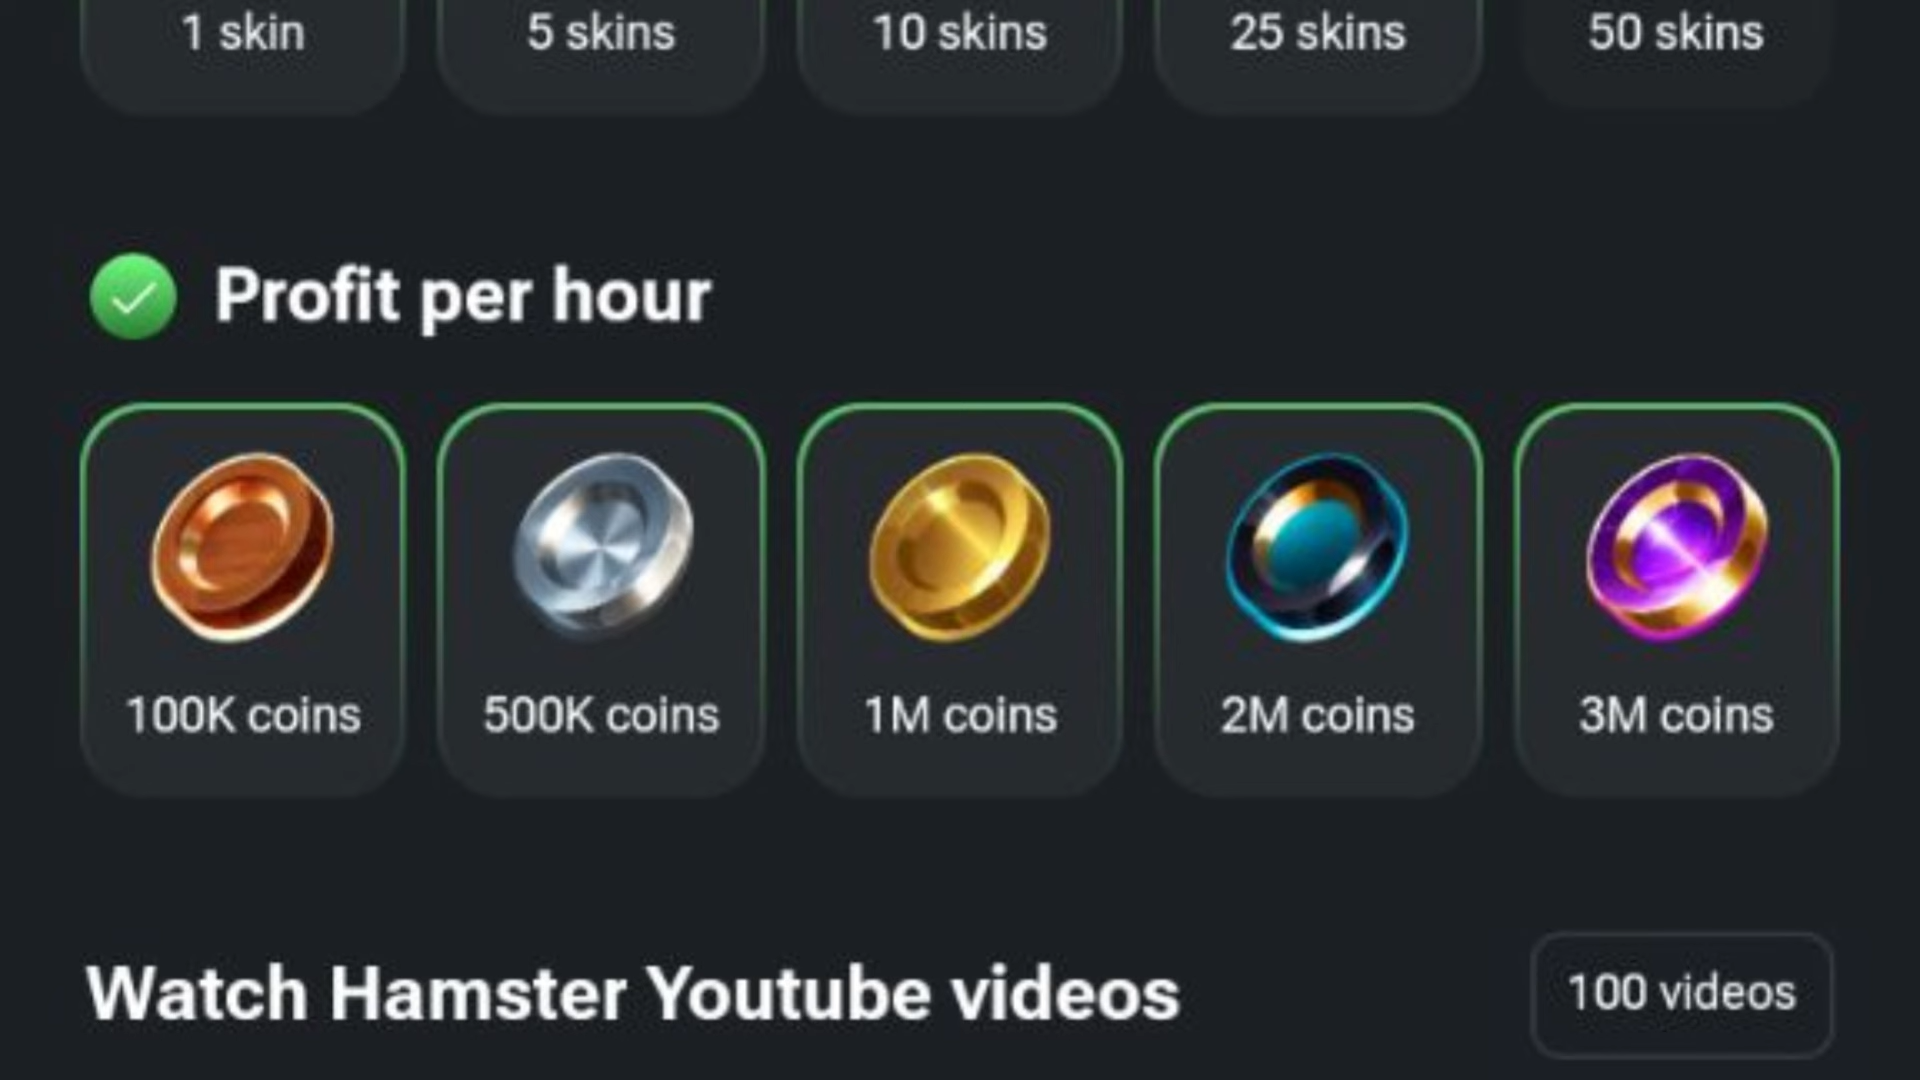 1 skin
5 skins
10 skins
25 skins
50 skins
Profit per hour
100K coins
500K coins
1M coins
2M coins
3M coins
Watch Hamster Youtube videos
100 videos